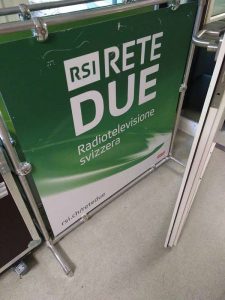 RSI RETE
DUE
Radiotelevisione
svizzera
rsi.ch/retedue